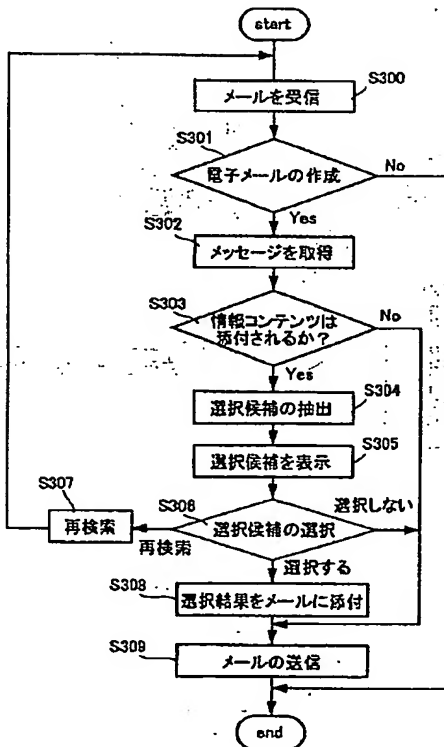 start
メールを受信
S300
S301
電子メールの作成
No
Yes
S302
メッセージを取得
S303
情報コンテンツは
添付されるか?
No
Yes
選択候補の抽出
S304
選択候補を表示
S305
S307
再検索
S306
選択候補の選択
選択しない
再検索
選択する
S308
選択結果をメールに添付
S309
メールの送信
end